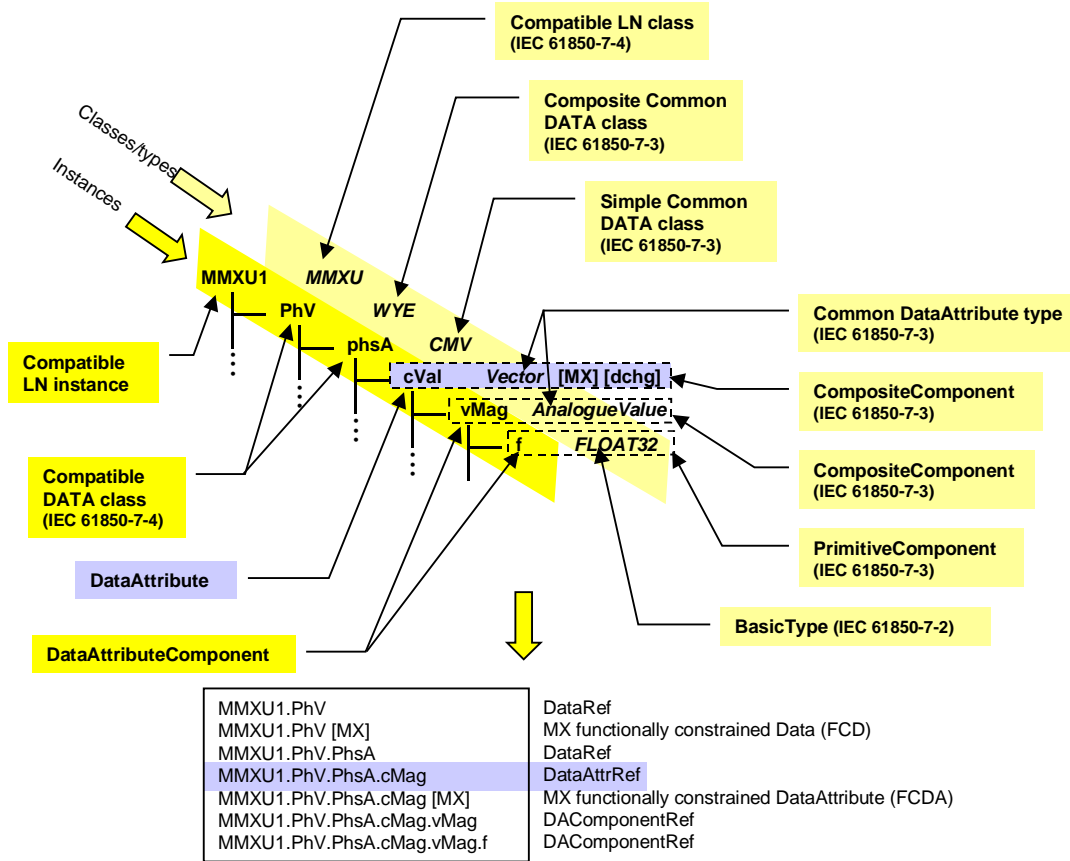 Compatible LN class
(IEC 61850-7-4)
Composite Common
DATA class
(IEC 61850-7-3)
Simple Common
DATA class
(IEC 61850-7-3)
Classes/types
Instances
MMXU1 MMXU
PhV WYE
phsA CMV
cVal Vector [MX] [dchg]
vMag AnalogueValue
f FLOAT32
Common DataAttribute type
(IEC 61850-7-3)
CompositeComponent
(IEC 61850-7-3)
CompositeComponent
(IEC 61850-7-3)
PrimitiveComponent
(IEC 61850-7-3)
BasicType (IEC 61850-7-2)
Compatible
LN instance
Compatible
DATA class
(IEC 61850-7-4)
DataAttribute
DataAttributeComponent
MMXU1.PhV DataRef
MMXU1.PhV [MX] MX functionally constrained Data (FCD)
MMXU1.PhV.PhsA DataRef
MMXU1.PhV.PhsA.cMag DataAttrRef
MMXU1.PhV.PhsA.cMag [MX] MX functionally constrained DataAttribute (FCDA)
MMXU1.PhV.PhsA.cMag.vMag DAComponentRef
MMXU1.PhV.PhsA.cMag.vMag.f DAComponentRef